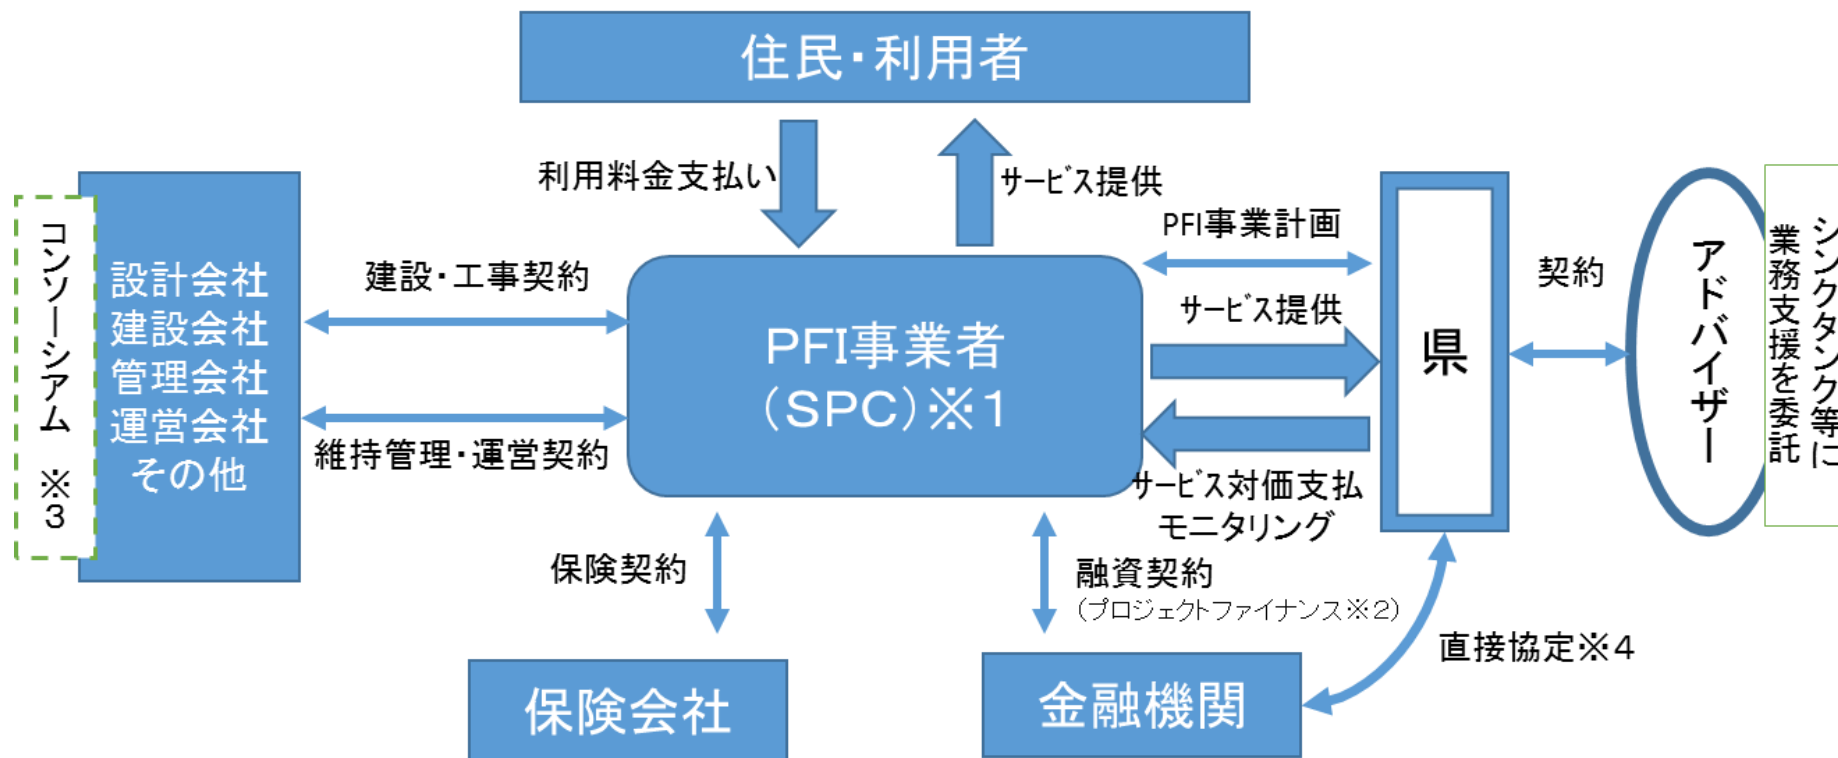 住民・利用者
利用料金支払い
サービス提供
コンソーシアム ※3
設計会社
建設会社
管理会社
運営会社
その他
建設・工事契約
維持管理・運営契約
PFI事業者
(SPC)※1
PFI事業計画
サービス提供
サービス対価支払
モニタリング
県
契約
アドバイザー
シンクタンク等に
業務支援を委託
保険契約
融資契約
(プロジェクトファイナンス※2)
直接協定※4
保険会社
金融機関